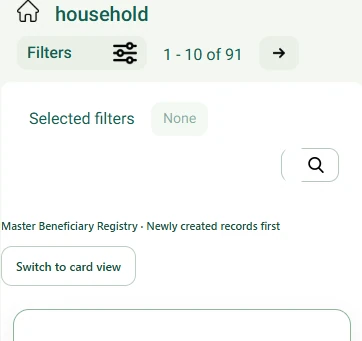 household
Filters
1 - 10 of 91
Selected filters
None
Master Beneficiary Registry · Newly created records first
Switch to card view